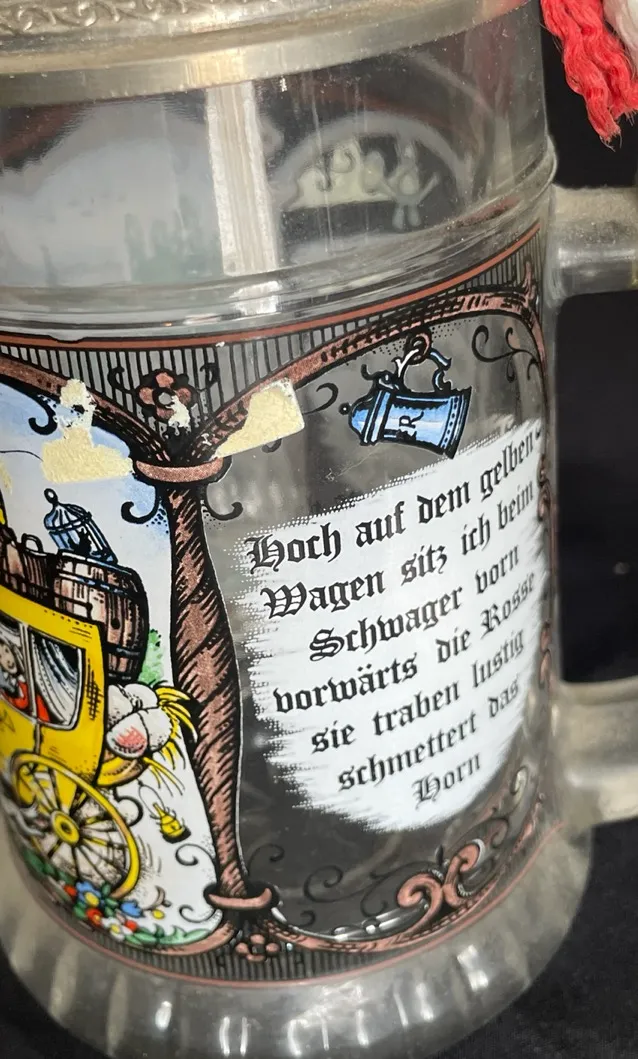 R
Hoch auf dem gelben
Wagen sitz ich beim
Schwager vorn
vorwärts die Rosse
sie traben lustig
schmettert das
Horn